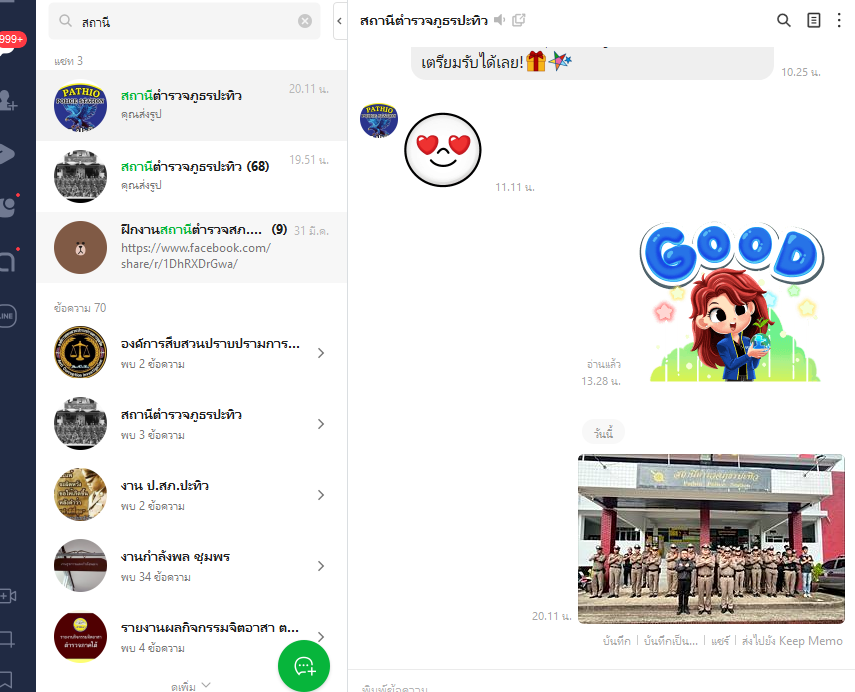 999+
สถานี
แชท 3
PATHIO
POLICE STATION
สถานีตำรวจภูธรปะทิว
20.11 น.
คุณส่งรูป
สถานีตำรวจภูธรปะทิว (68)
19.51 น.
คุณส่งรูป
ฝึกงานสถานีตำรวจสภ.... (9)
31 มี.ค.
https://www.facebook.com/
share/r/1DhRXDrGwa/
ข้อความ 70
องค์การสืบสวนปราบปรามการ...
พบ 2 ข้อความ
สถานีตำรวจภูธรปะทิว
พบ 3 ข้อความ
งาน ป.สภ.ปะทิว
พบ 2 ข้อความ
งานกำลังพล ชุมพร
พบ 34 ข้อความ
รายงานผลกิจกรรมจิตอาสา ต...
พบ 4 ข้อความ
ดูเพิ่ม
LINE
สถานีตำรวจภูธรปะทิว
เตรียมรับได้เลย!
10.25 น.
11.11 น.
GOOD
อ่านแล้ว
13.28 น.
วันนี้
สถานีตำรวจภูธรปะทิว
Pathio Police Station
20.11 น.
บันทึก | บันทึกเป็น... | แชร์ | ส่งไปยัง Keep Memo
พิมพ์ข้อความ